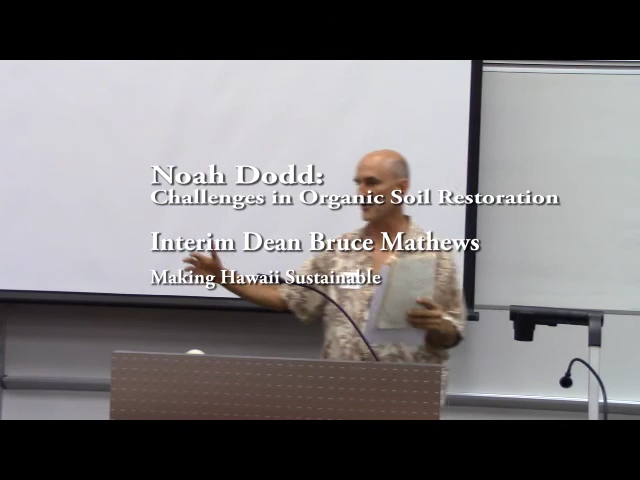 Noah Dodd:
Challenges in Organic Soil Restoration
Interim Dean Bruce Mathews
Making Hawaii Sustainable